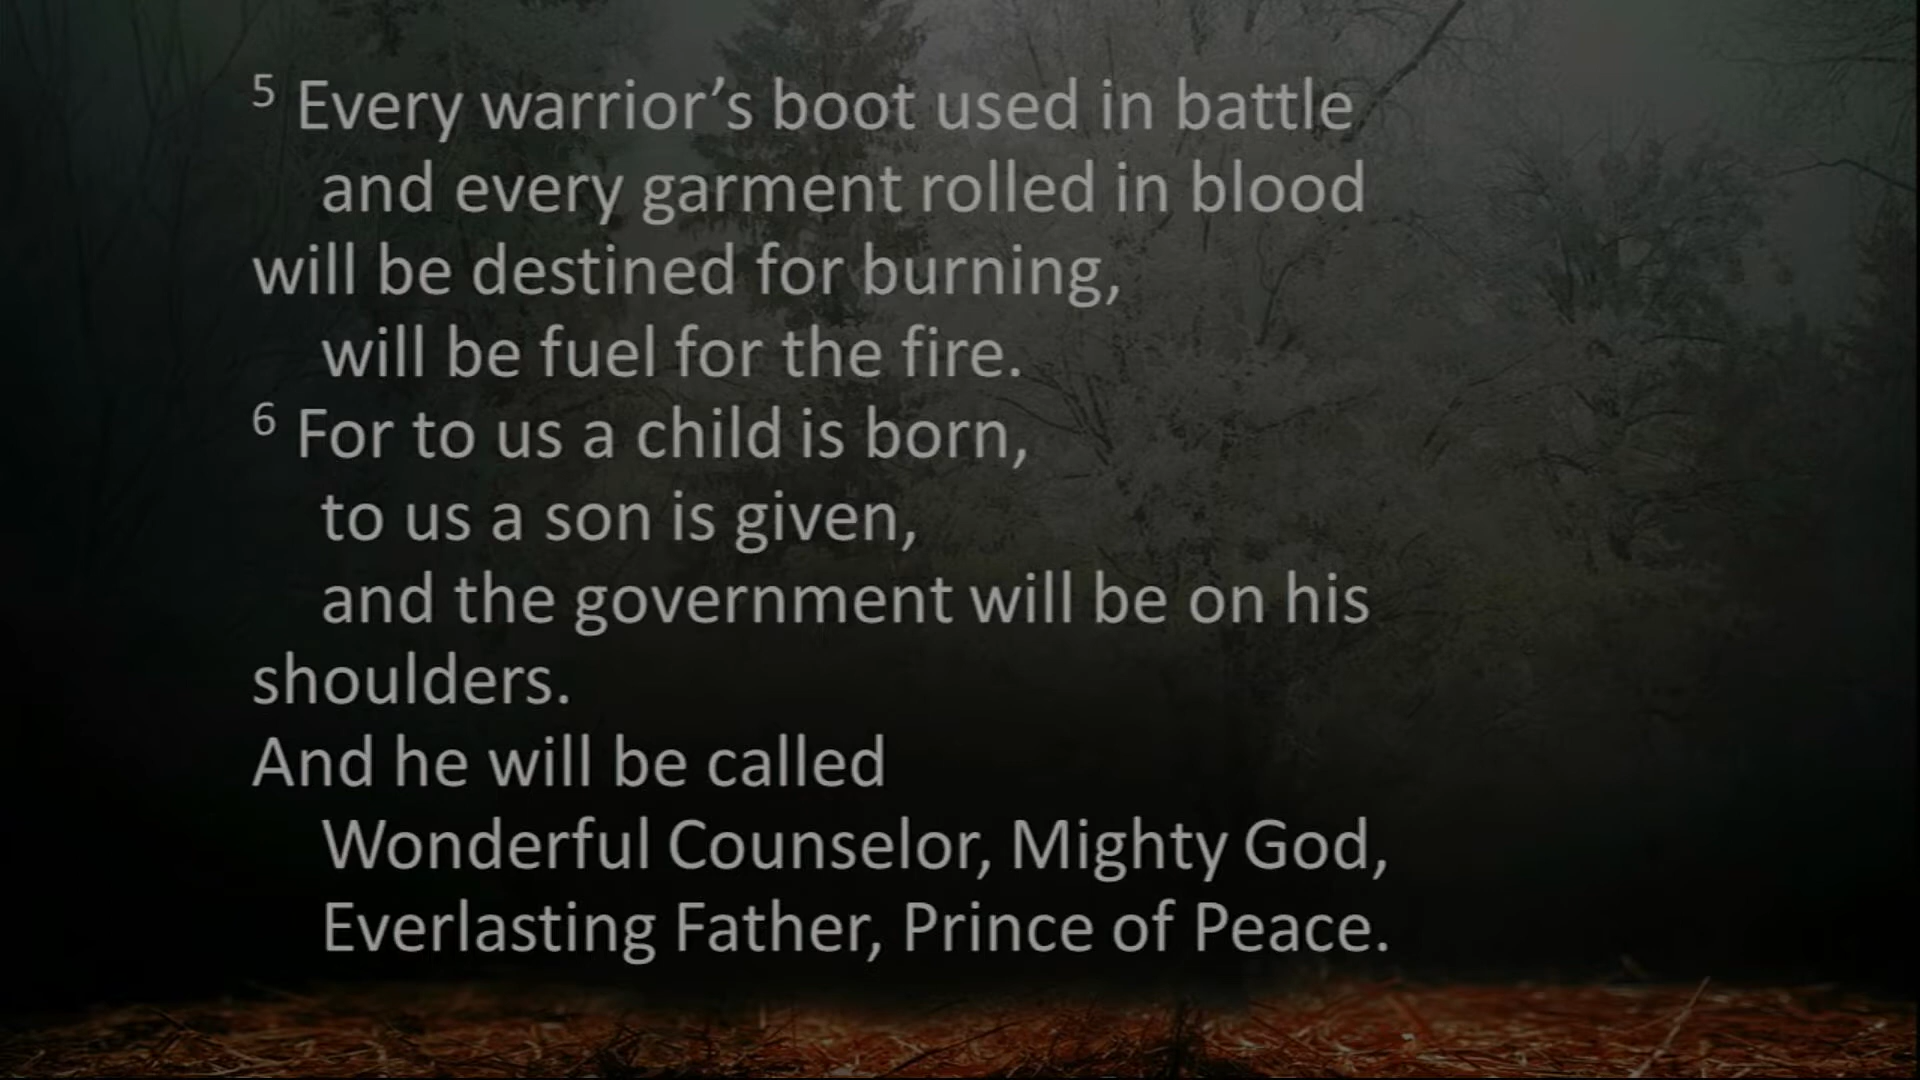 5 Every warrior’s boot used in battle
and every garment rolled in blood
will be destined for burning,
will be fuel for the fire.
6 For to us a child is born,
to us a son is given,
and the government will be on his
shoulders.
And he will be called
Wonderful Counselor, Mighty God,
Everlasting Father, Prince of Peace.